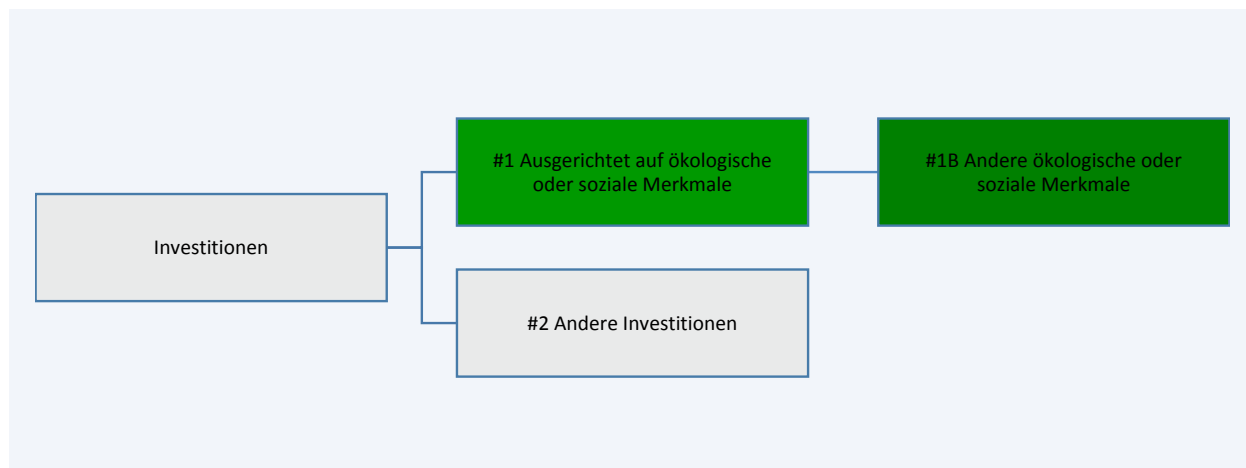 #1 Ausgerichtet auf ökologische
oder soziale Merkmale
#1B Andere ökologische oder
soziale Merkmale
Investitionen
#2 Andere Investitionen